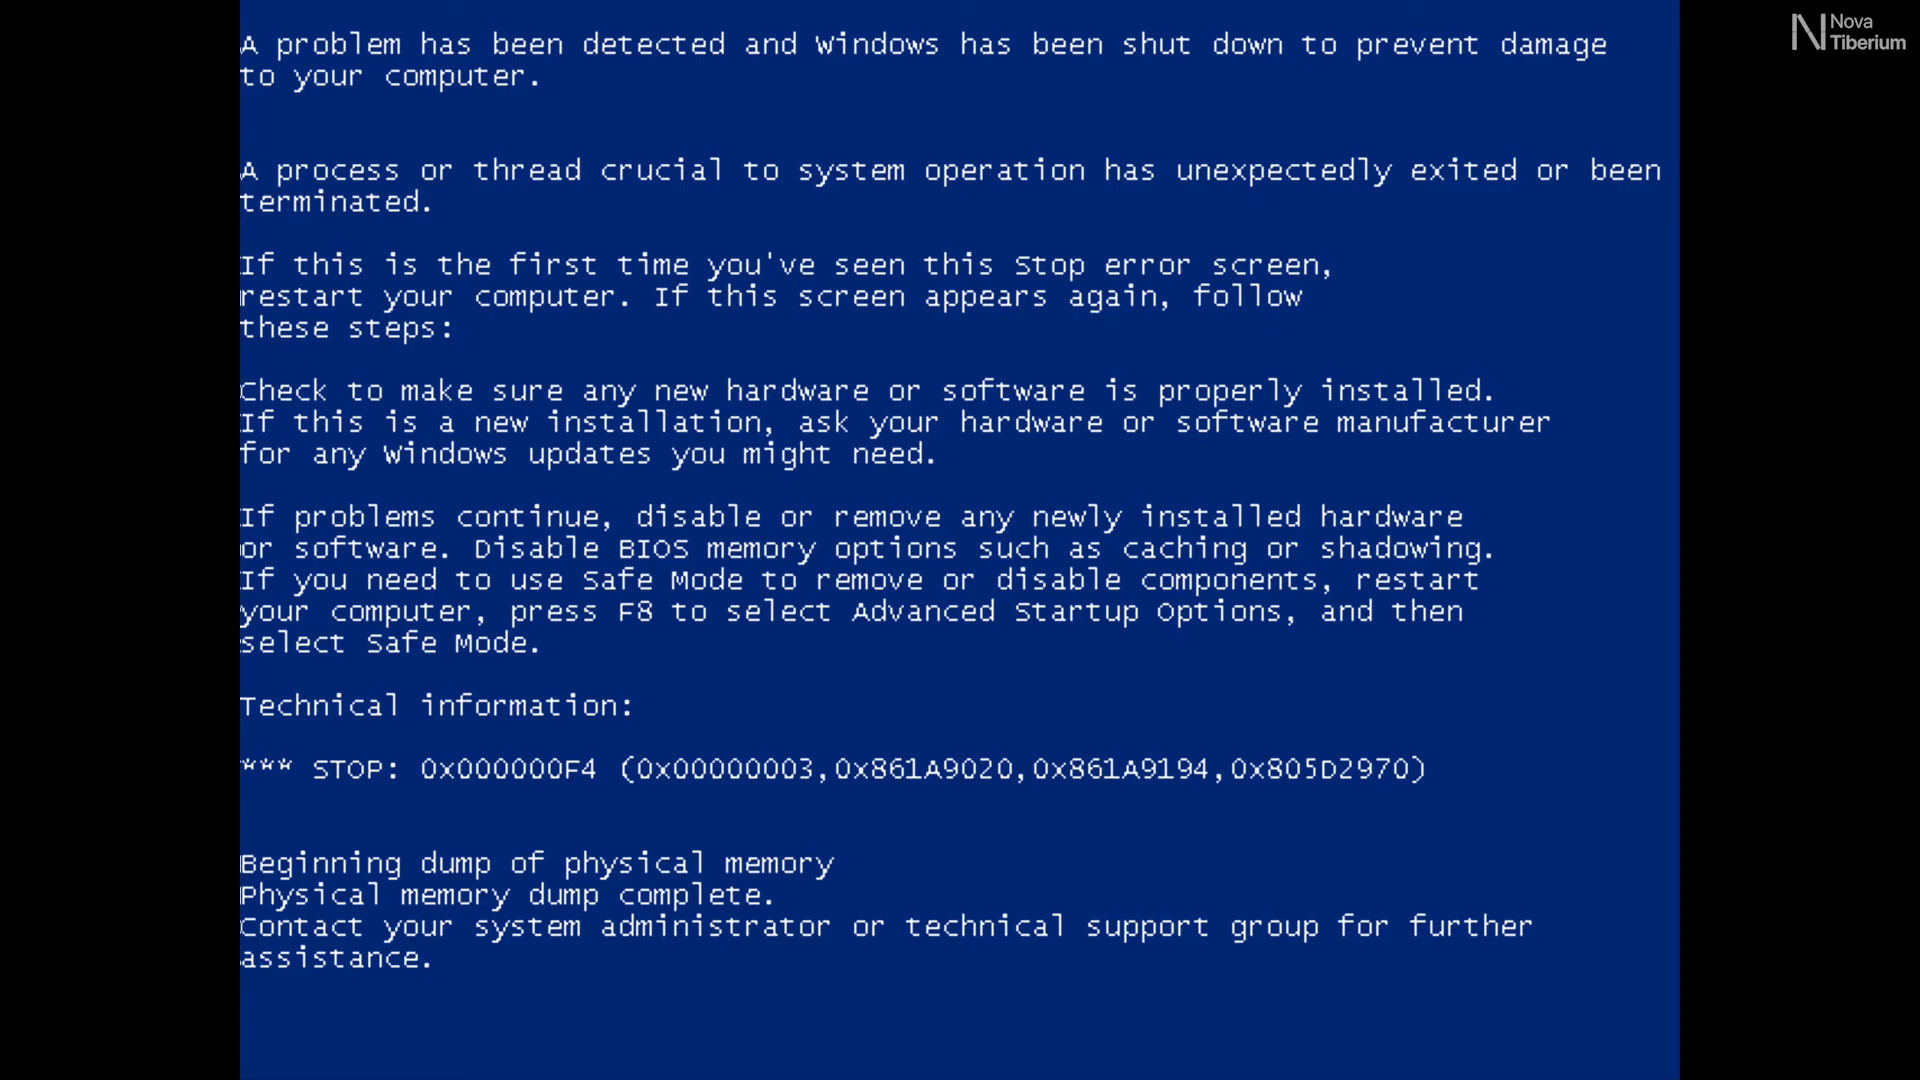 A problem has been detected and Windows has been shut down to prevent damage
to your computer.
A process or thread crucial to system operation has unexpectedly exited or been
terminated.
If this is the first time you've seen this Stop error screen,
restart your computer. If this screen appears again, follow
these steps:
Check to make sure any new hardware or software is properly installed.
If this is a new installation, ask your hardware or software manufacturer
for any Windows updates you might need.
If problems continue, disable or remove any newly installed hardware
or software. Disable BIOS memory options such as caching or shadowing.
If you need to use Safe Mode to remove or disable components, restart
your computer, press F8 to select Advanced Startup Options, and then
select Safe Mode.
Technical information:
*** STOP: 0x000000F4 (0x00000003,0x861A9020,0x861A9194,0x805D2970)
Beginning dump of physical memory
Physical memory dump complete.
Contact your system administrator or technical support group for further
assistance.
Nova
Tiberium